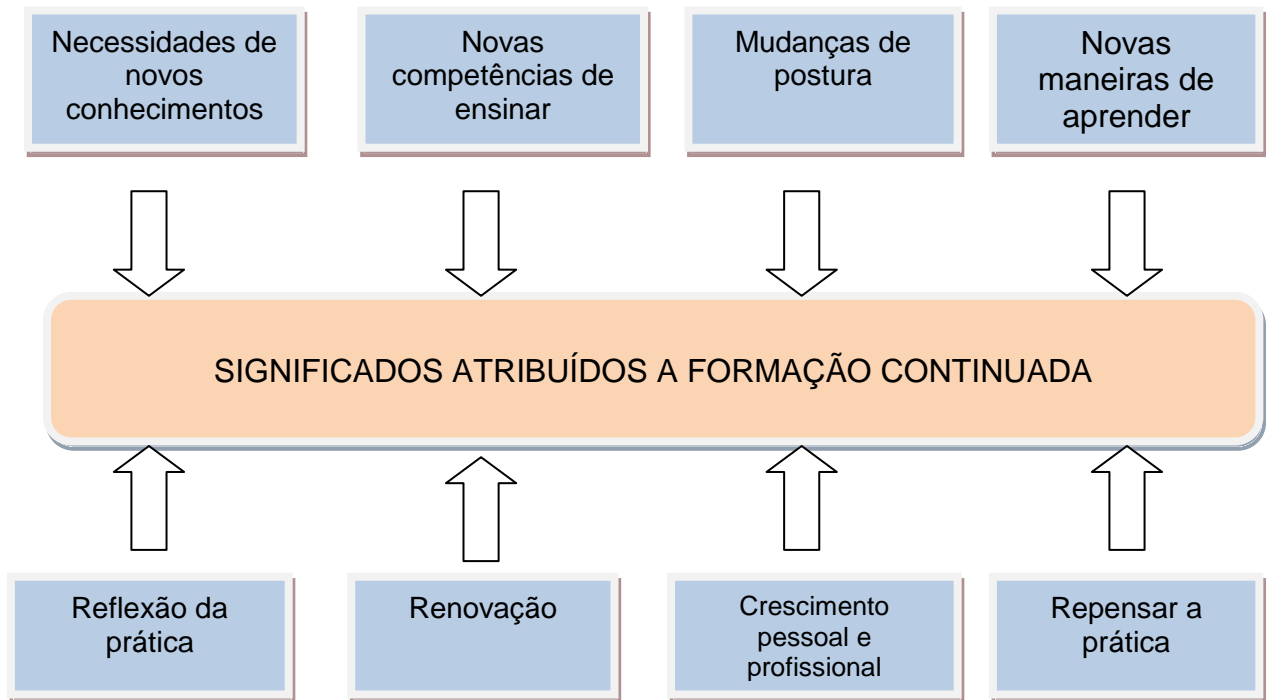 Necessidades de
novos
conhecimentos
Novas
competências de
ensinar
Mudanças de
postura
Novas
maneiras de
aprender
SIGNIFICADOS ATRIBUÍDOS A FORMAÇÃO CONTINUADA
Reflexão da
prática
Renovação
Crescimento
pessoal e
profissional
Repensar a
prática